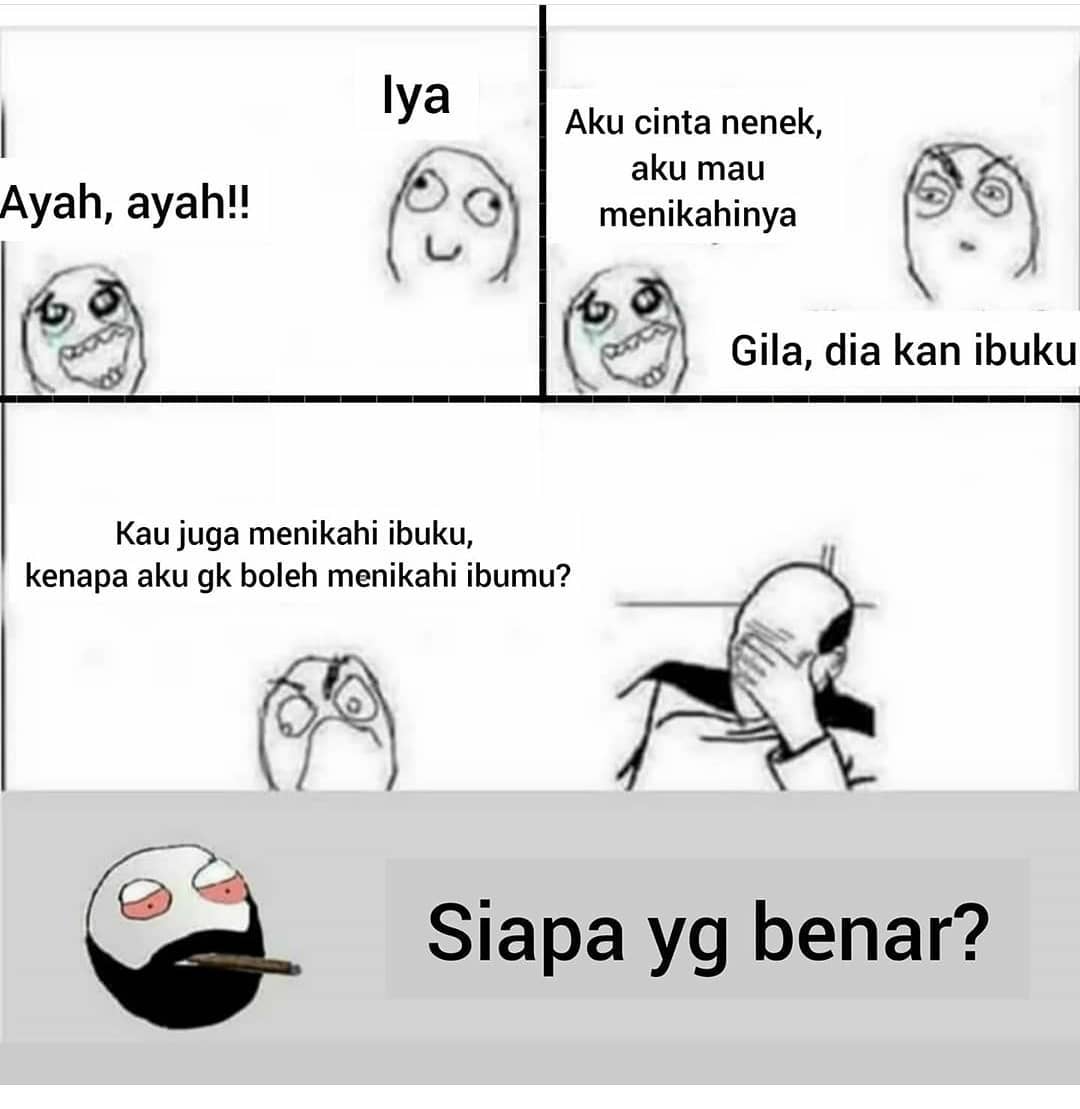 Iya
Ayah, ayah!!
Aku cinta nenek,
aku mau
menikahinya
Gila, dia kan ibuku
Kau juga menikahi ibuku,
kenapa aku gk boleh menikahi ibumu?
Siapa yg benar?